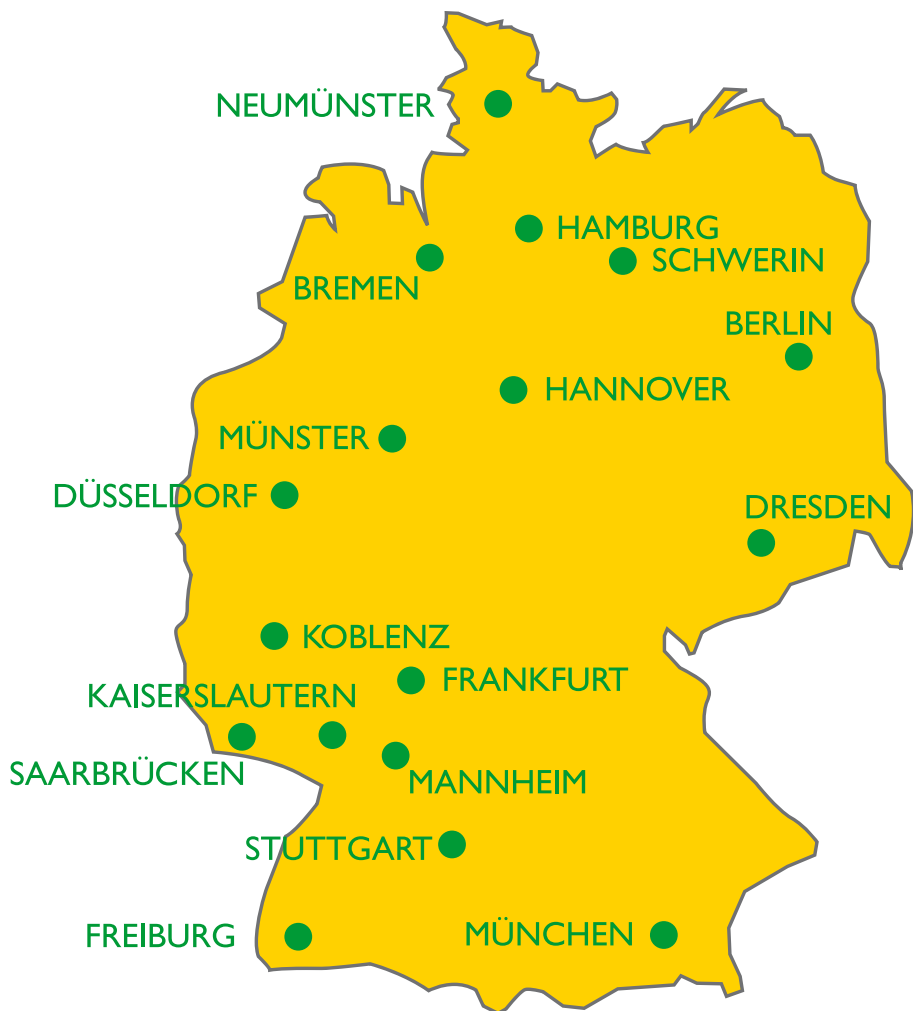 NEUMÜNSTER
HAMBURG
SCHWERIN
BREMEN
BERLIN
HANNOVER
MÜNSTER
DÜSSELDORF
DRESDEN
KOBLENZ
FRANKFURT
KAISERSLAUTERN
SAARBRÜCKEN
MANNHEIM
STUTTGART
FREIBURG
MÜNCHEN